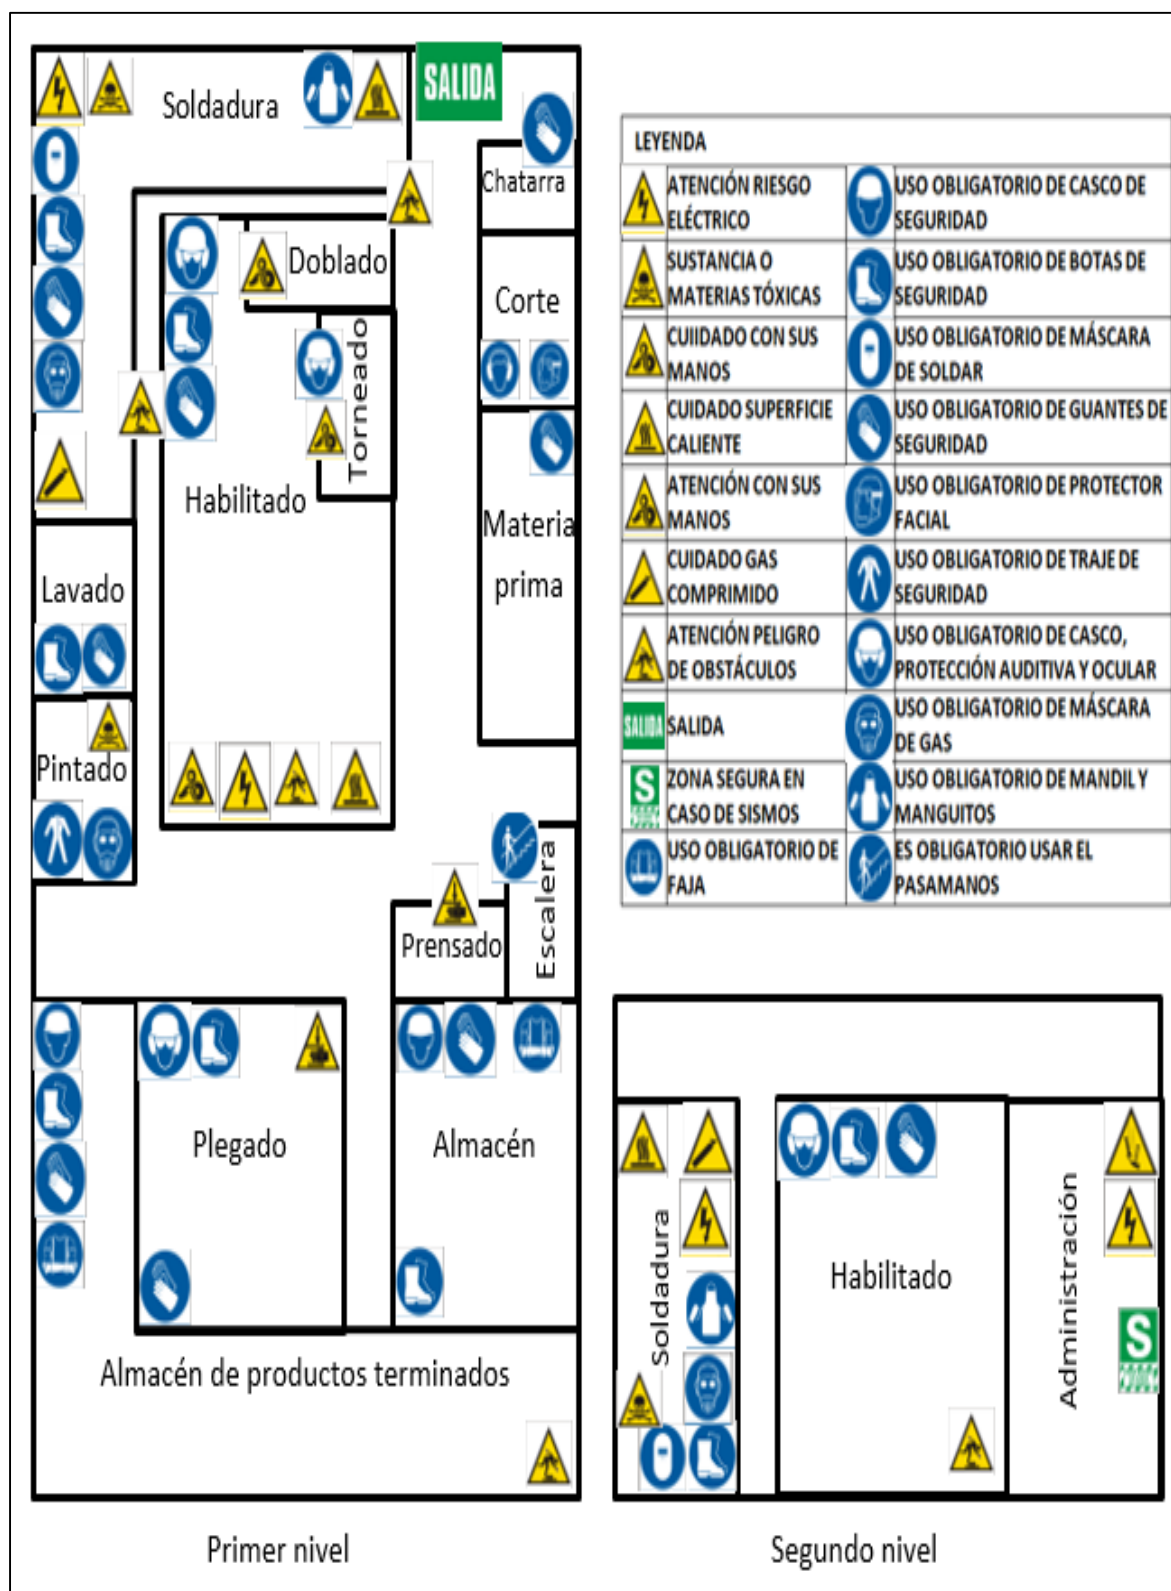 SALIDA
Soldadura
Chatarra
Doblado
Corte
Torneado
Habilitado
Materia
prima
Lavado
Pintado
Escalera
Prensado
Plegado
Almacén
Almacén de productos terminados
Primer nivel
LEYENDA
ATENCIÓN RIESGO
ELÉCTRICO
USO OBLIGATORIO DE CASCO DE
SEGURIDAD
SUSTANCIA O
MATERIAS TÓXICAS
USO OBLIGATORIO DE BOTAS DE
SEGURIDAD
CUIIDADO CON SUS
MANOS
USO OBLIGATORIO DE MÁSCARA
DE SOLDAR
CUIDADO SUPERFICIE
CALIENTE
USO OBLIGATORIO DE GUANTES DE
SEGURIDAD
ATENCIÓN CON SUS
MANOS
USO OBLIGATORIO DE PROTECTOR
FACIAL
CUIDADO GAS
COMPRIMIDO
USO OBLIGATORIO DE TRAJE DE
SEGURIDAD
ATENCIÓN PELIGRO
DE OBSTÁCULOS
USO OBLIGATORIO DE CASCO,
PROTECCIÓN AUDITIVA Y OCULAR
SALIDA
SALIDA
USO OBLIGATORIO DE MÁSCARA
DE GAS
S
ZONA SEGURA EN
CASO DE SISMOS
USO OBLIGATORIO DE MANDIL Y
MANGUITOS
USO OBLIGATORIO DE
FAJA
ES OBLIGATORIO USAR EL
PASAMANOS
Soldadura
Habilitado
Administración
S
Segundo nivel